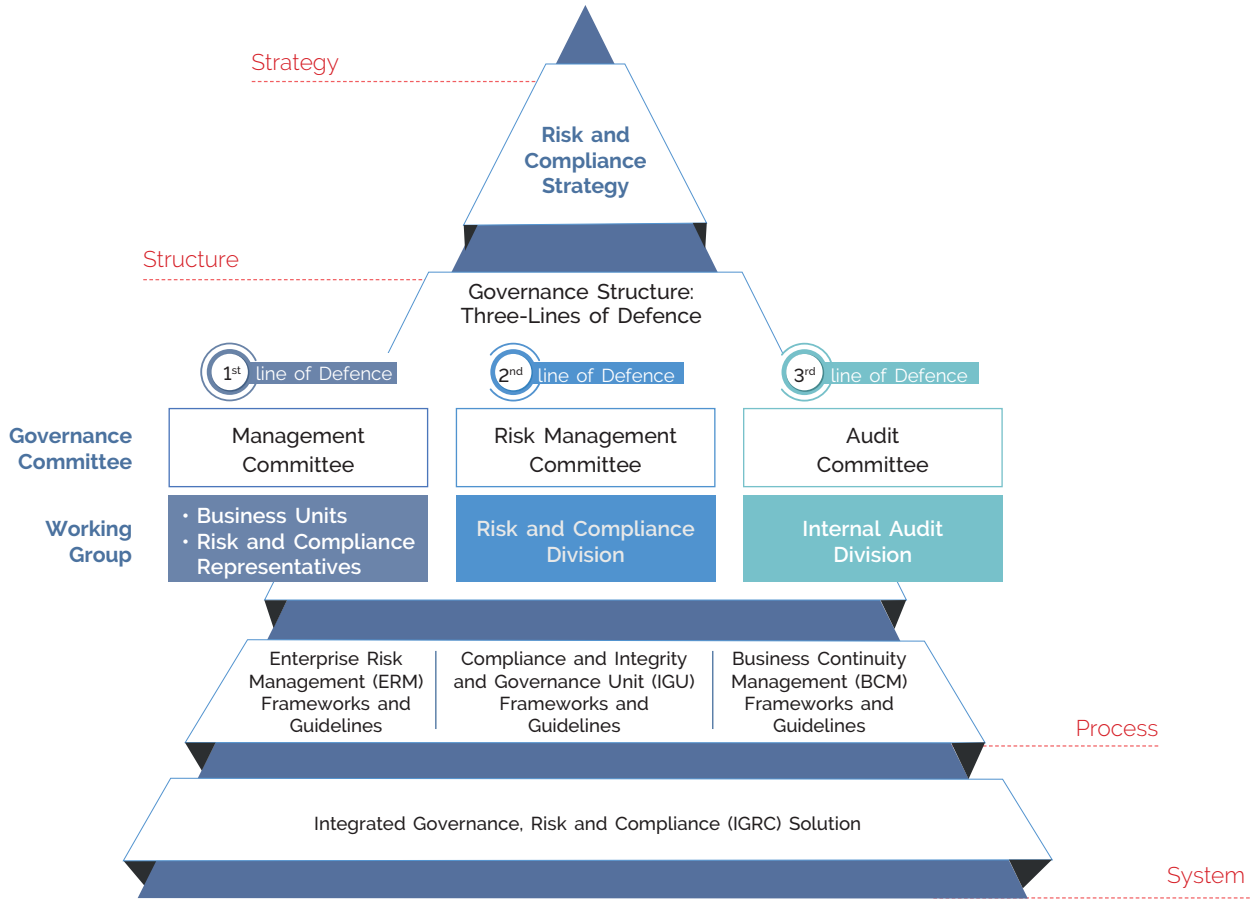 Strategy
Risk and
Compliance
Strategy
Structure
Governance Structure:
Three-Lines of Defence
1st line of Defence
2nd line of Defence
3rd line of Defence
Governance
Committee
Management
Committee
Risk Management
Committee
Audit
Committee
Working
Group
• Business Units
• Risk and Compliance
Representatives
Risk and Compliance
Division
Internal Audit
Division
Enterprise Risk
Management (ERM)
Frameworks and
Guidelines
Compliance and Integrity
and Governance Unit (IGU)
Frameworks and
Guidelines
Business Continuity
Management (BCM)
Frameworks and
Guidelines
Process
Integrated Governance, Risk and Compliance (IGRC) Solution
System